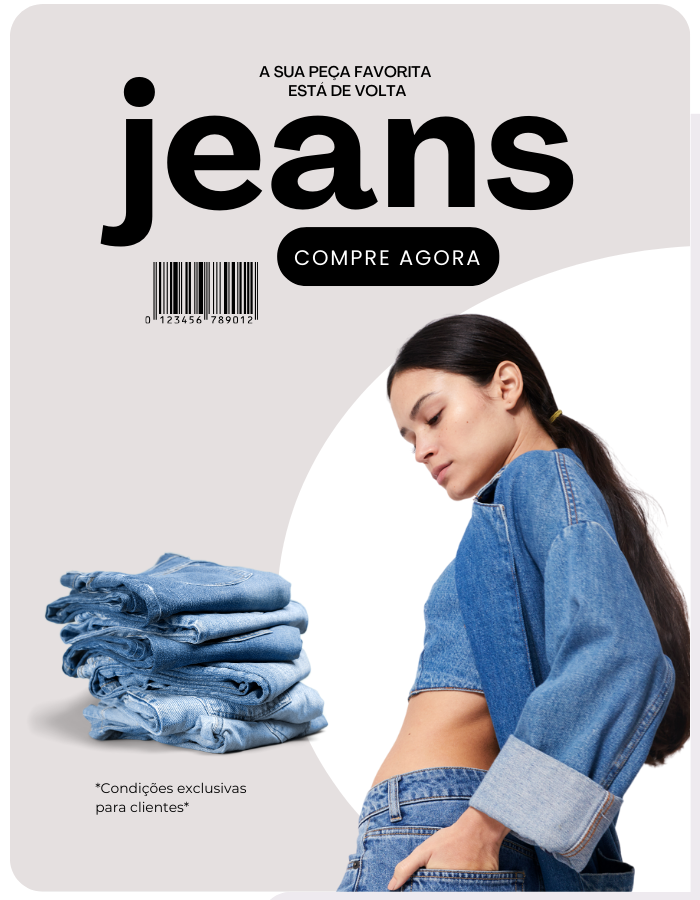 A SUA PEÇA FAVORITA
ESTÁ DE VOLTA
jeans
COMPRE AGORA
0 123456 789012
*Condições exclusivas
para clientes*